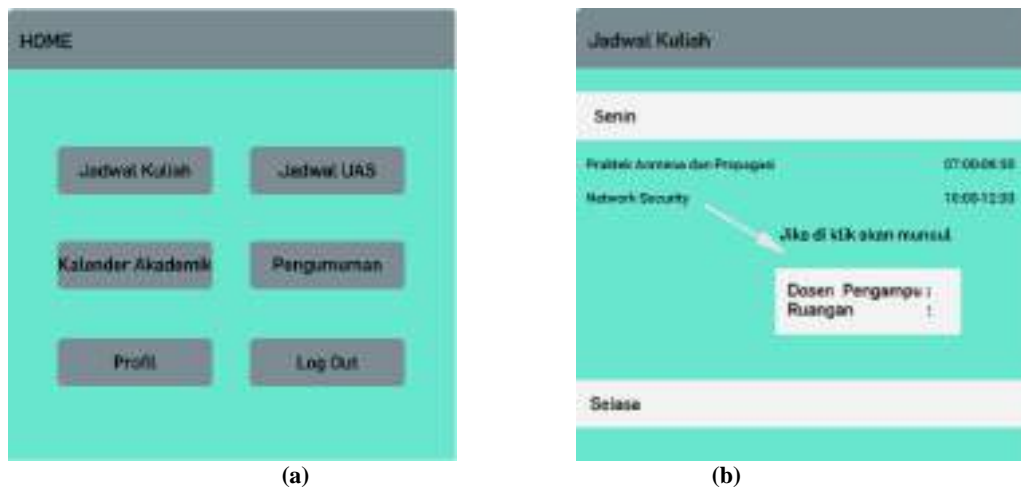 HOME
Jadwal Kuliah
Jadwal UAS
Kalender Akademik
Pengumuman
Profil
Log Out
(a)
Jadwal Kuliah
Senin
Praktek Antena dan Propagasi
Network Security
Jika di klik akan muncul
Dosen Pengampu :
Ruangan :
Selasa
(b)